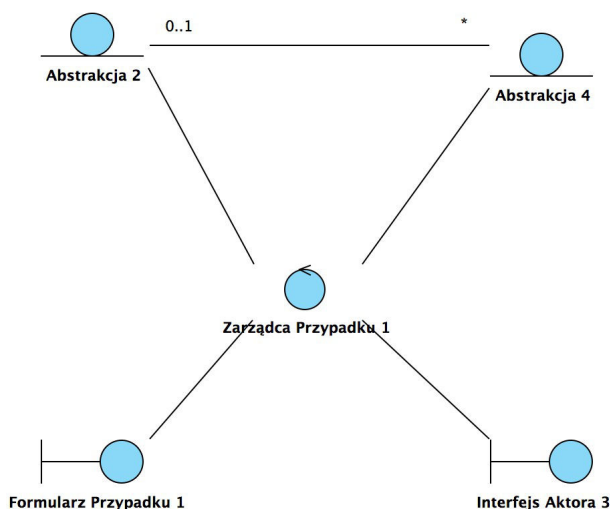 0..1
*
Abstrakcja 2
Abstrakcja 4
Zarządca Przypadku 1
Formularz Przypadku 1
Interfejs Aktora 3